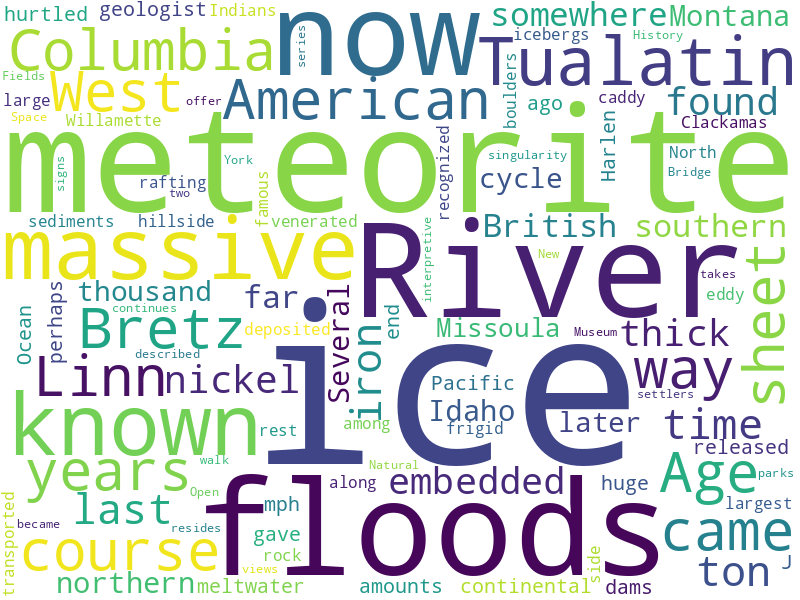 hurtled geologist Indians now somewhere Montana
Columbia series icebergs History
Fields West Tualatin
large offer American boulders ago caddy found
Space Willamette Clackamas
meteorite
York singularity Harlen North
signs rafting two famous recognized cycle Bridge
sediments hillside venerated British southern
massive River sheet
interpretive New takes
thousand far eddy
Ocean perhaps continues Bretz deposited Several iron end Missoula Museum thick
described ice
Linn nickel Pacific way
settlers
known rest among Idaho frigid later time
years walk Natural released
Open embedded huge Age parks
last mph along largest
transported became resides floods came
course gave side J
rock ton
views
northern meltwater amounts continental dams